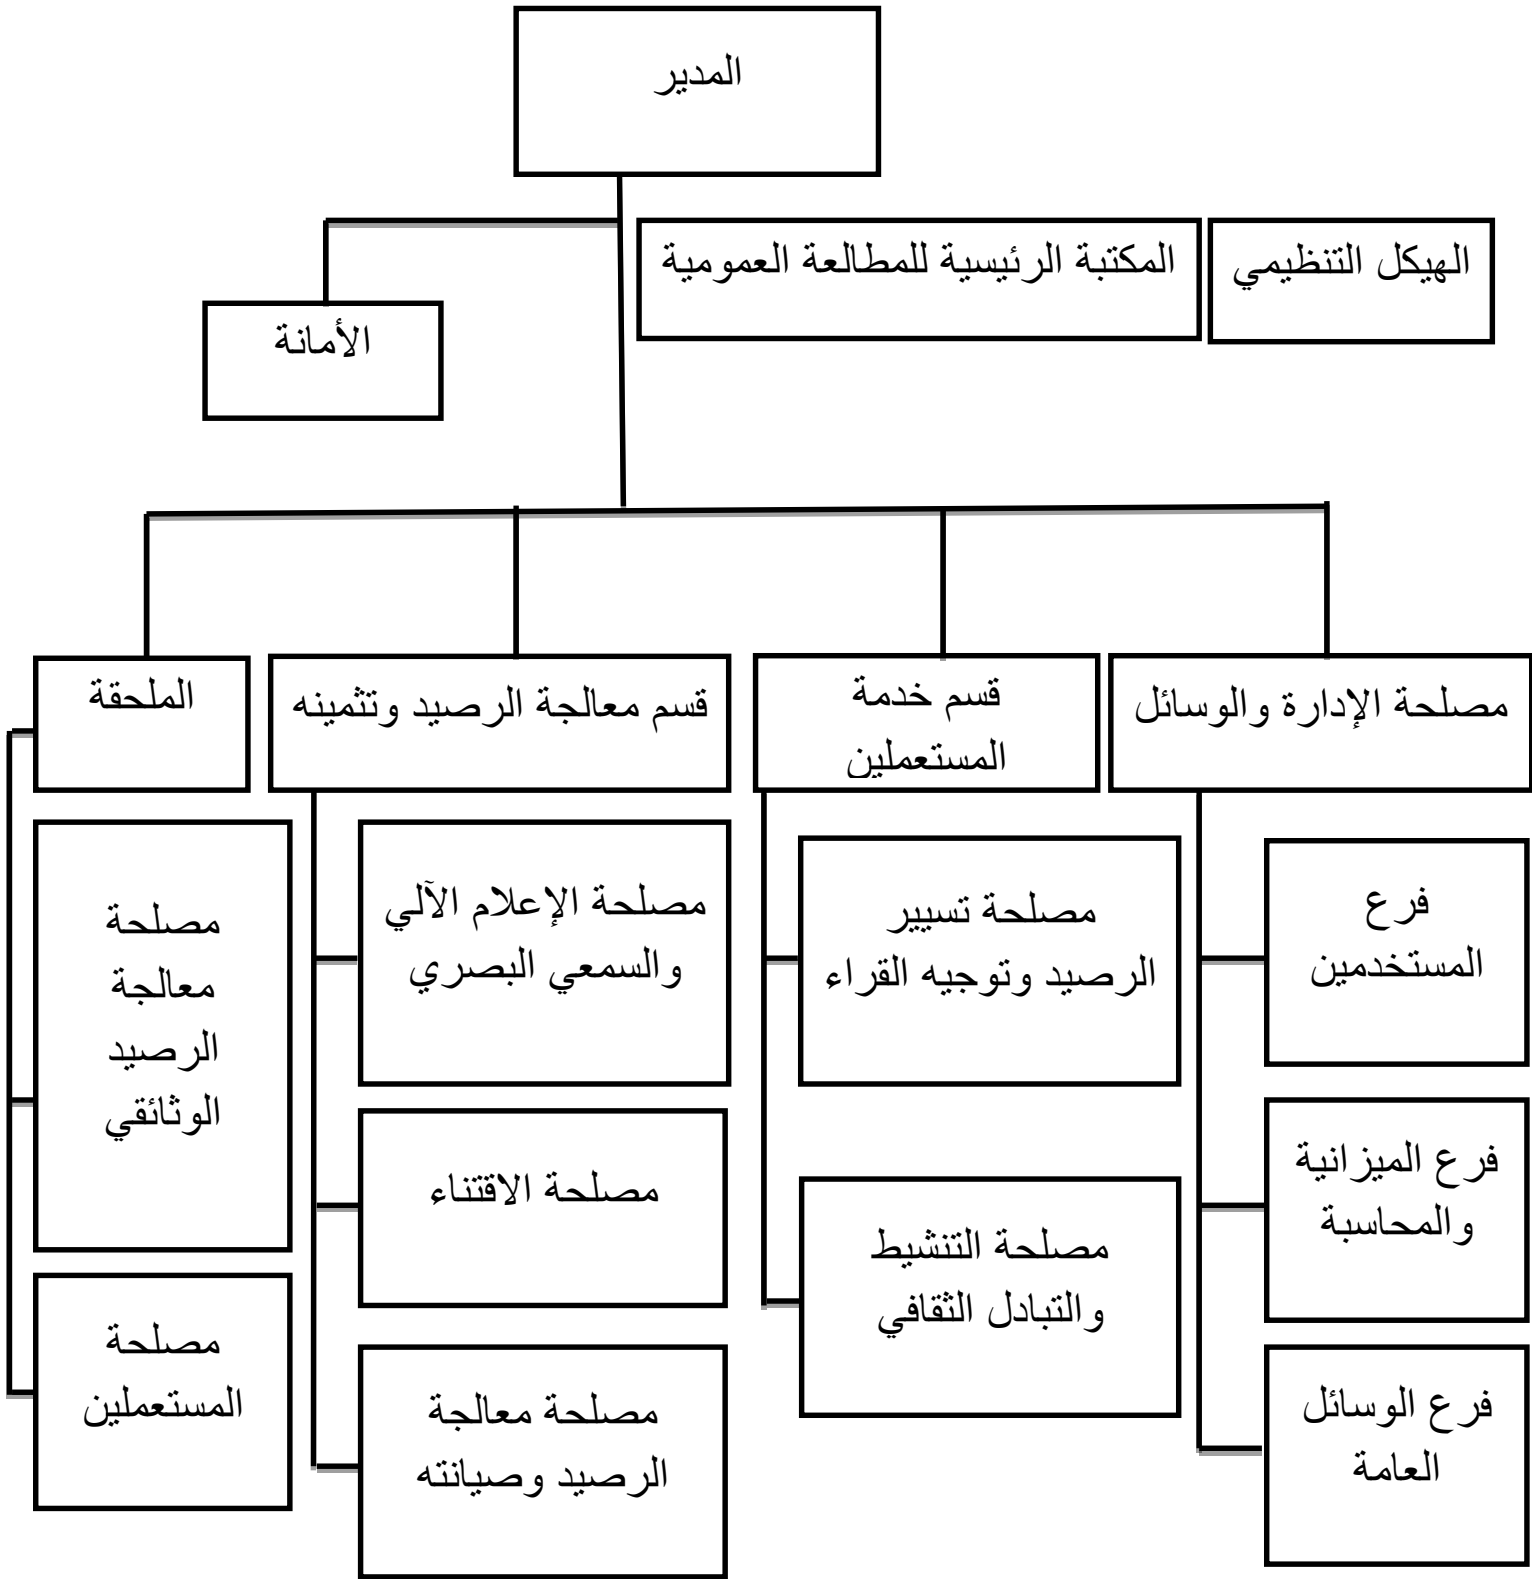 المدير
الهيكل التنظيمي
المكتبة الرئيسية للمطالعة العمومية
الأمانة
مصلحة الإدارة والوسائل
قسم خدمة
المستعملين
قسم معالجة الرصيد وتثمينه
الملحقة
فرع
المستخدمين
فرع الميزانية
والمحاسبة
فرع الوسائل
العامة
مصلحة تسيير
الرصيد وتوجيه القراء
مصلحة التنشيط
والتبادل الثقافي
مصلحة الإعلام الآلي
والسمعي البصري
مصلحة الاقتناء
مصلحة معالجة
الرصيد وصيانته
مصلحة
معالجة
الرصيد
الوثائقي
مصلحة
المستعملين